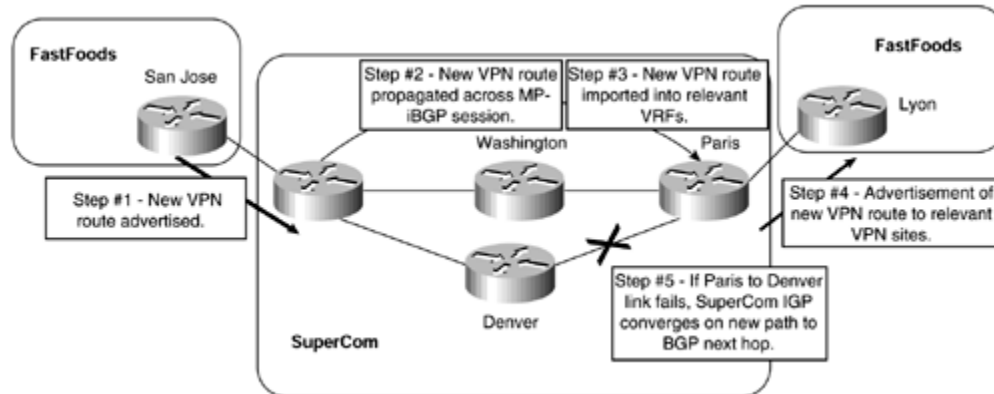 FastFoods
San Jose
Step #1 - New VPN
route advertised.
Step #2 - New VPN route
propagated across MP-
iBGP session.
Step #3 - New VPN route
imported into relevant
VRFs.
Washington
Paris
FastFoods
Lyon
Step #4 - Advertisement of
new VPN route to relevant
VPN sites.
Denver
Step #5 - If Paris to Denver
link fails, SuperCom IGP
converges on new path to
BGP next hop.
SuperCom